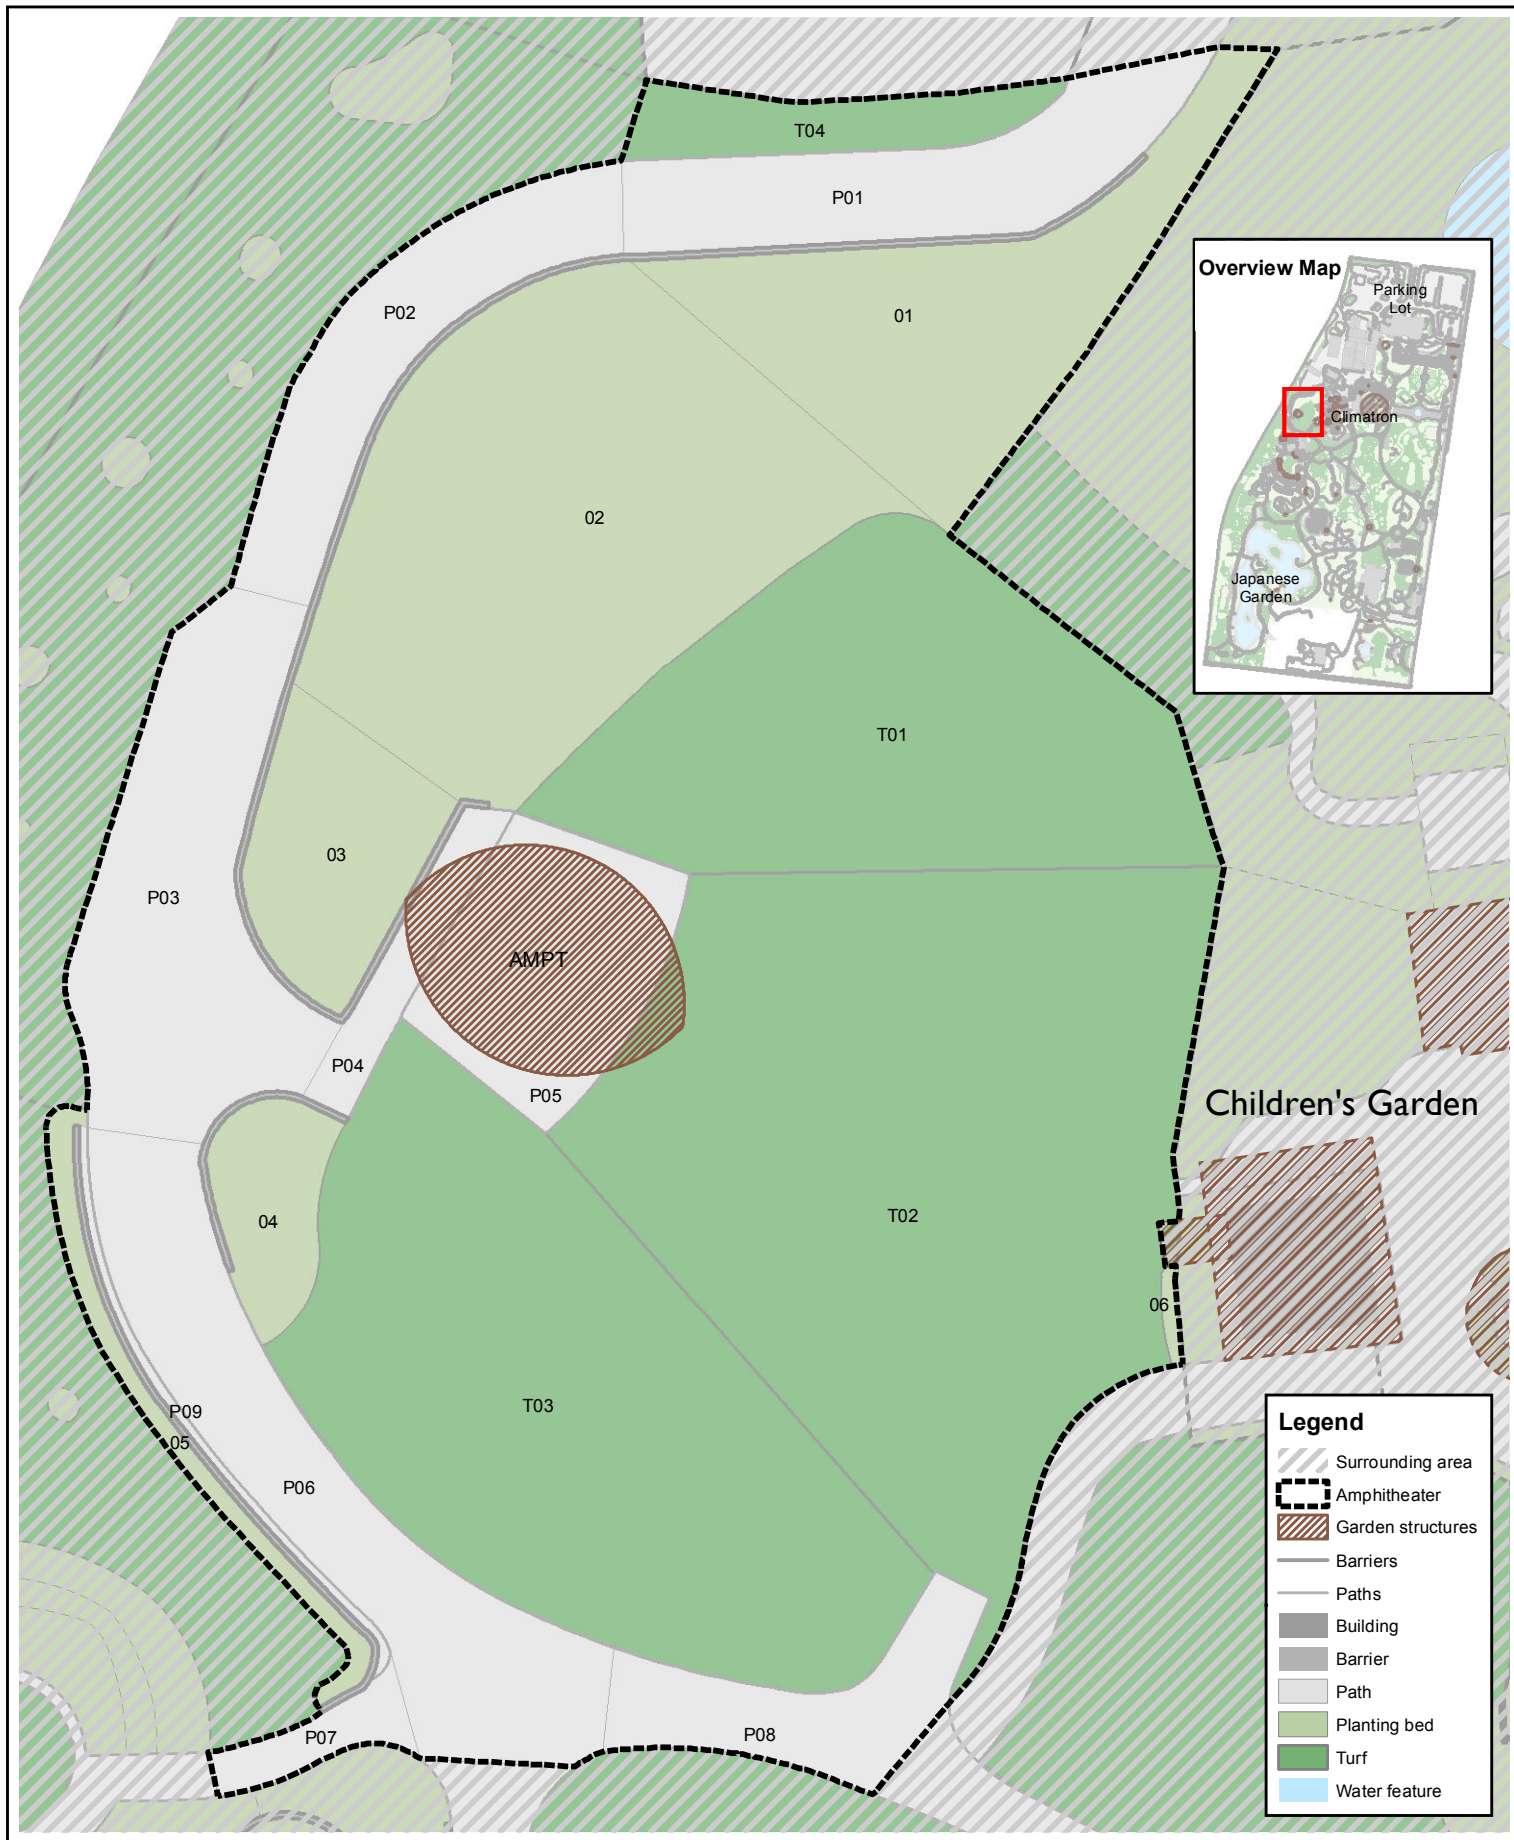 T04
P01
Overview Map
Parking
Lot
P02
01
Climatron
02
Japanese
Garden
T01
03
P03
AMPT
P04
P05
Children's Garden
T02
04
06
T03
P09
05
Legend
Surrounding area
P06
Amphitheater
Garden structures
Barriers
Paths
Building
Barrier
Path
Planting bed
P08
P07
Turf
Water feature